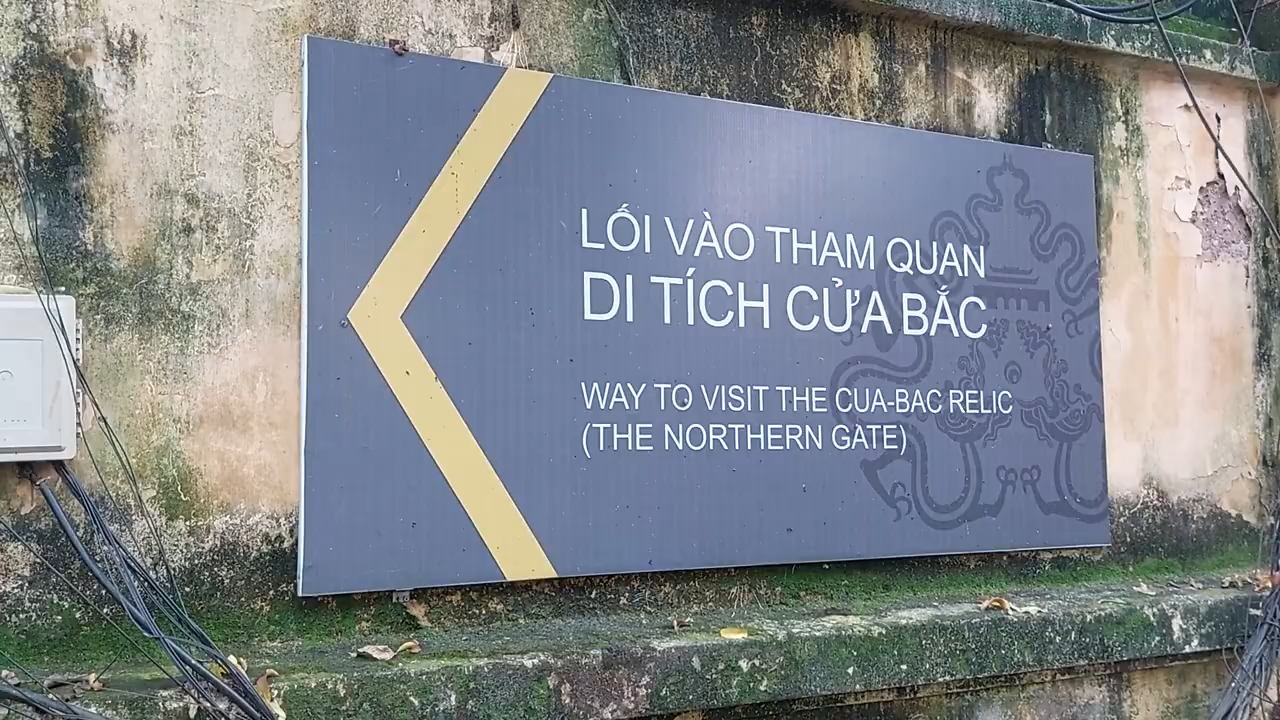 LỐI VÀO THAM QUAN
DI TÍCH CỬA BẮC
WAY TO VISIT THE CUA-BAC RELIC
(THE NORTHERN GATE)